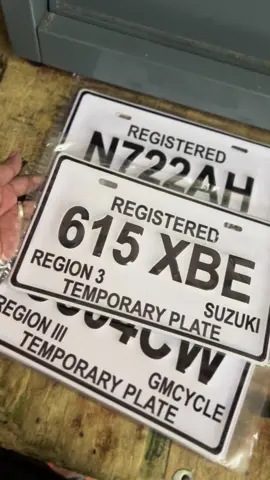 REGISTERED
N722AH
REGISTERED
615 XBE
REGION 3
SUZUKI
TEMPORARY PLATE
REGION III
GMCYCLE
TEMPORARY PLATE